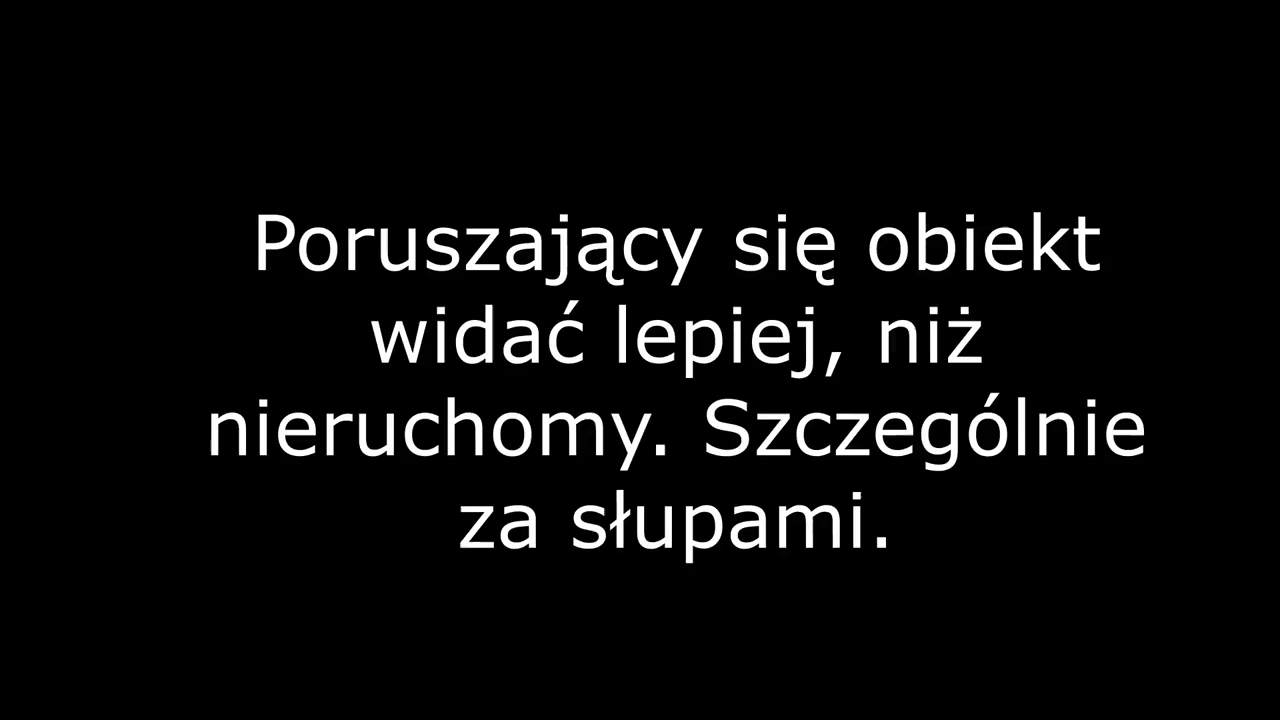 Poruszający się obiekt
widać lepiej, niż
nieruchomy. Szczególnie
za słupami.